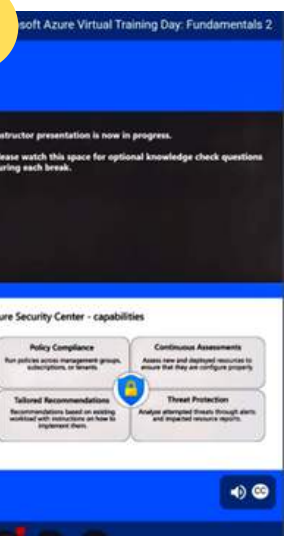 soft Azure Virtual Training Day: Fundamentals 2
structor presentation is now in progress.
ease watch this space for optional knowledge check questions
uring each break.
ure Security Center - capabilities
Policy Compliance
Run policies across management groups,
subscriptions, or tenants.
Continuous Assessments
Assess new and deployed resources to
ensure that they are configure properly.
Tailored Recommendations
Recommendations based on existing
workload with instructions on how to
implement them.
Threat Protection
Analyze attempted threats through alerts
and impacted resource reports.
CC